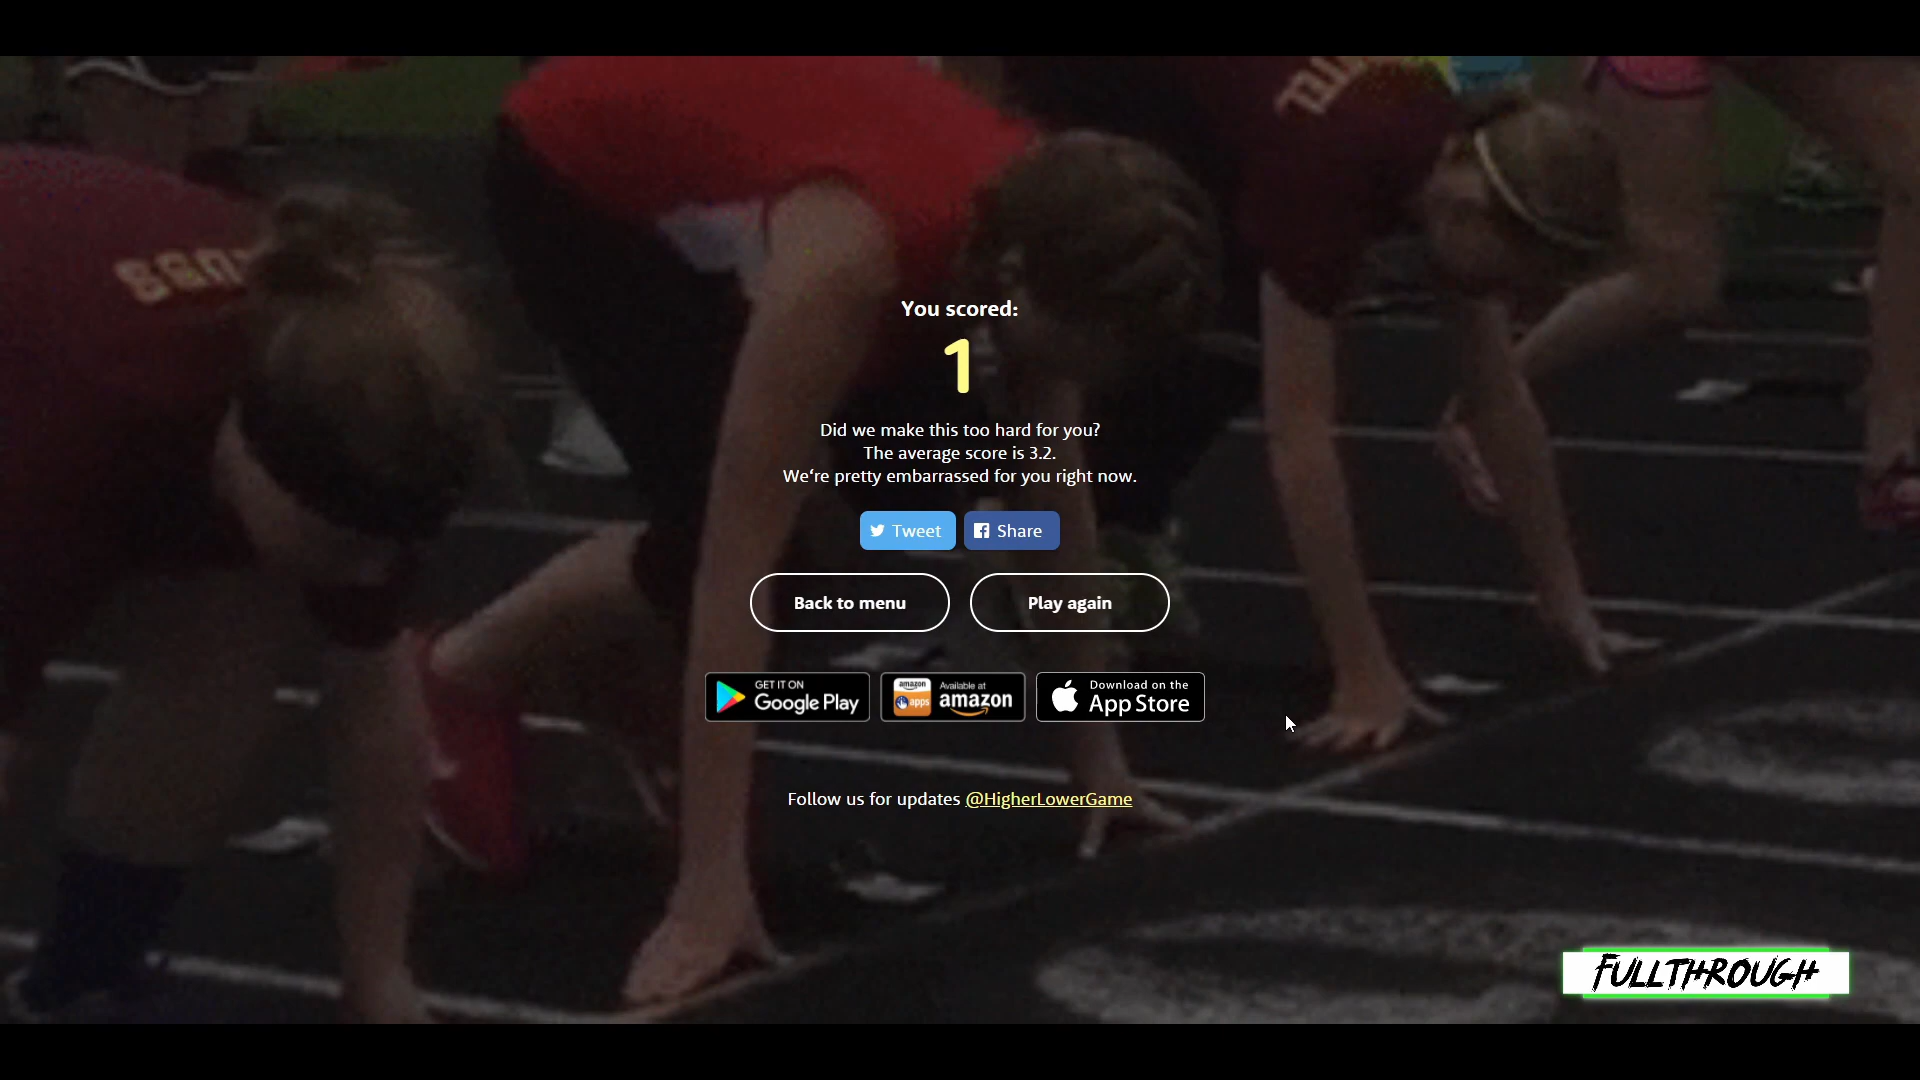 You scored:
1
Did we make this too hard for you?
The average score is 3.2.
We're pretty embarrassed for you right now.
Tweet
Share
Back to menu
Play again
GET IT ON
Google Play
amazon
apps
Available at
amazon
Download on the
App Store
Follow us for updates @HigherLowerGame
FULLTHROUGH